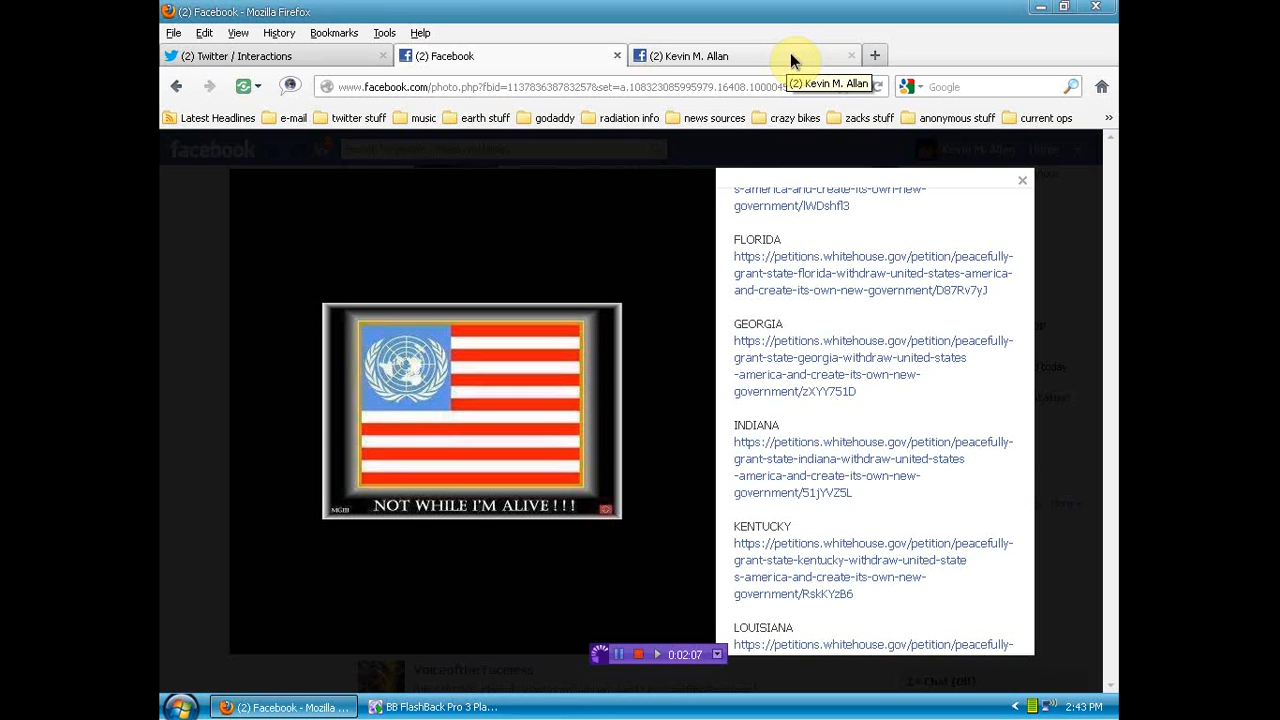 (2) Facebook - Mozilla Firefox
File Edit View History Bookmarks Tools Help
(2) Twitter / Interactions
(2) Facebook
(2) Kevin M. Allan
(2) Kevin M. Allan
Google
Latest Headlines e-mail twitter stuff music earth stuff godaddy radiation info news sources crazy bikes zacks stuff anonymous stuff current ops
facebook
Kevin M. Allan Home
s-america-and-create-its-own-new-
FLORIDA
https://petitions.whitehouse.gov/petition/peacefully-
grant-state-florida-withdraw-united-states-america-
and-create-its-own-new-government/D87Rv7yJ
GEORGIA
https://petitions.whitehouse.gov/petition/peacefully-
grant-state-georgia-withdraw-united-states
-america-and-create-its-own-new-
government/zXYY751D
INDIANA
https://petitions.whitehouse.gov/petition/peacefully-
grant-state-indiana-withdraw-united-states
-america-and-create-its-own-new-
government/51jYVZ5L
KENTUCKY
https://petitions.whitehouse.gov/petition/peacefully-
grant-state-kentucky-withdraw-united-state
s-america-and-create-its-own-new-
government/RskKYzB6
LOUISIANA
https://petitions.whitehouse.gov/petition/peacefully-
MGIB
NOT WHILE I'M ALIVE ! ! !
0:02:07
Chat (Off)
(2) Facebook - Mozilla ...
BB FlashBack Pro 3 Pla...
2:43 PM